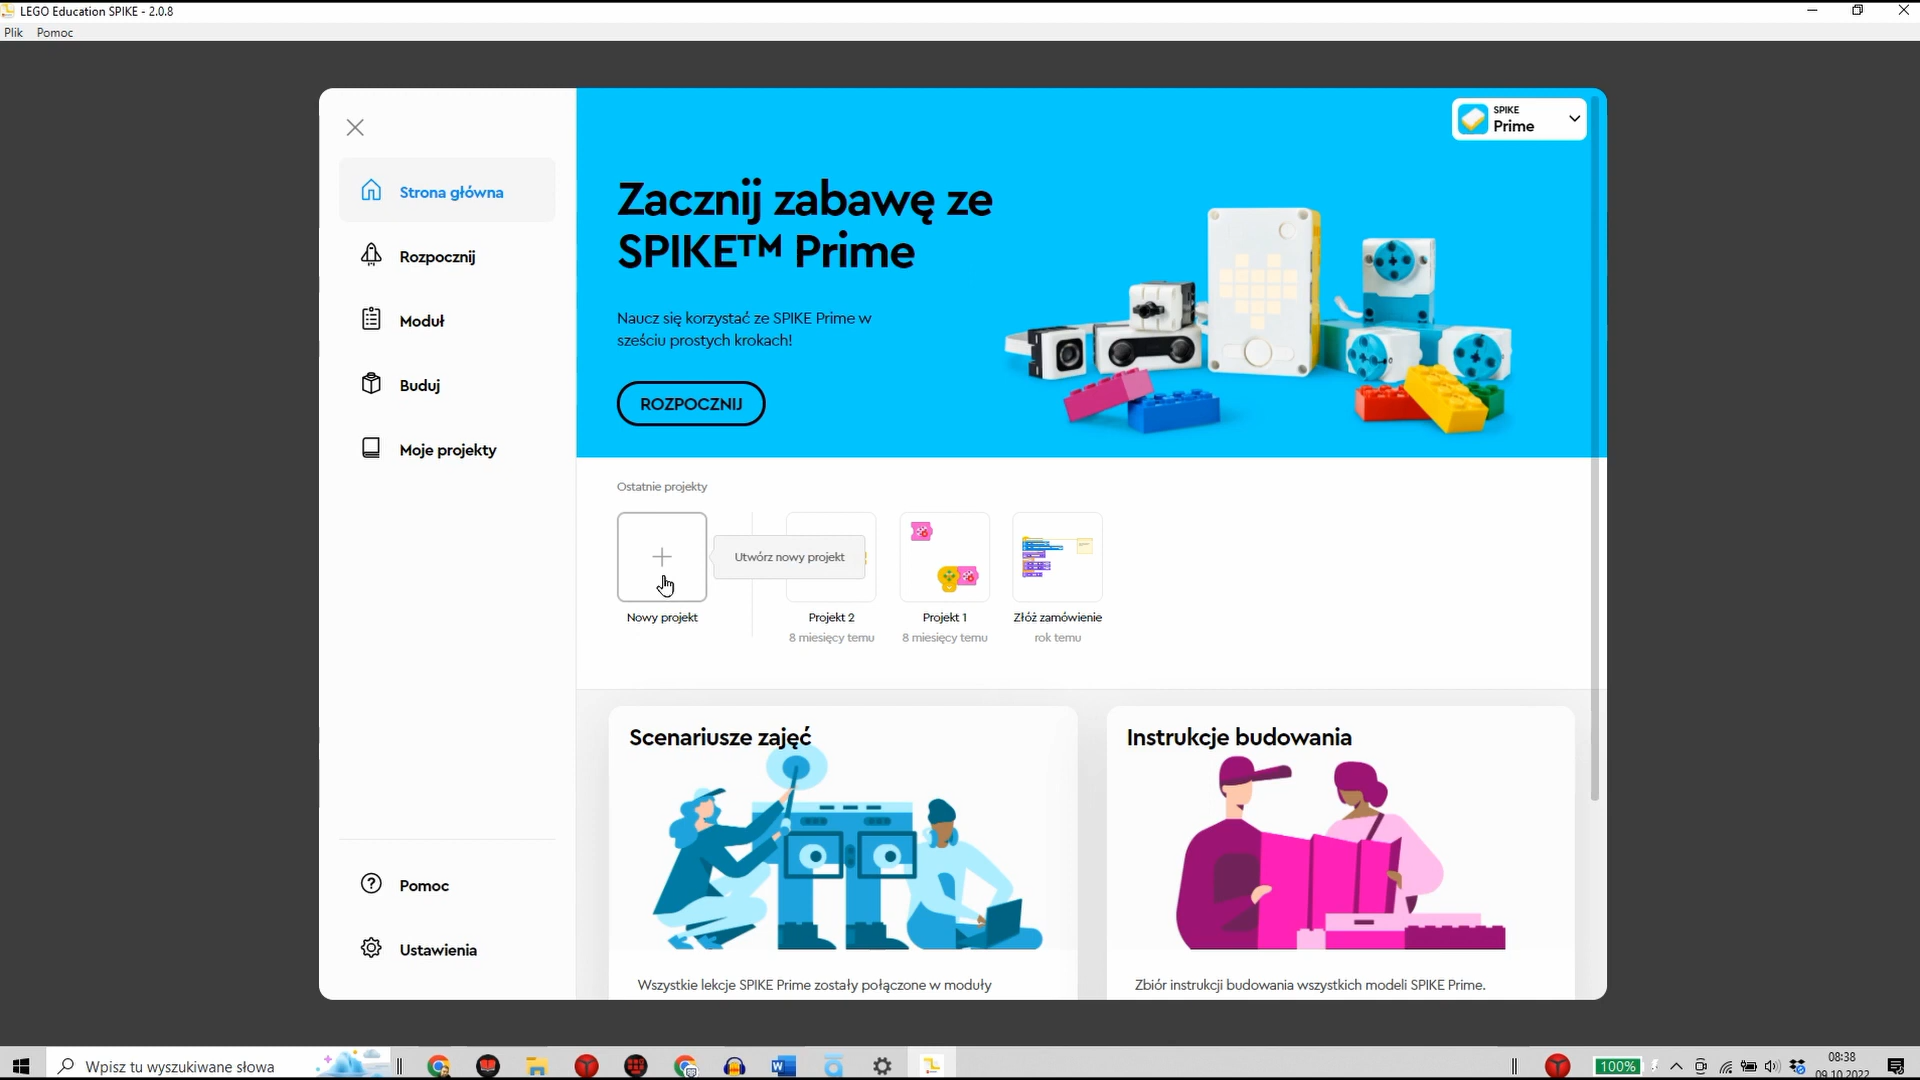 LEGO Education SPIKE - 2.0.8
Plik Pomoc
SPIKE
Prime
Strona główna
Rozpocznij
Moduł
Buduj
Moje projekty
Pomoc
Ustawienia
Zacznij zabawę ze
SPIKE™ Prime
Naucz się korzystać ze SPIKE Prime w
sześciu prostych krokach!
ROZPOCZNIJ
Ostatnie projekty
Utwórz nowy projekt
Nowy projekt
Projekt 2
8 miesięcy temu
Projekt 1
8 miesięcy temu
Złóż zamówienie
rok temu
Scenariusze zajęć
Wszystkie lekcje SPIKE Prime zostały połączone w moduły
Instrukcje budowania
Zbiór instrukcji budowania wszystkich modeli SPIKE Prime.
Wpisz tu wyszukiwane słowa
100%
08:38
09.10.2022